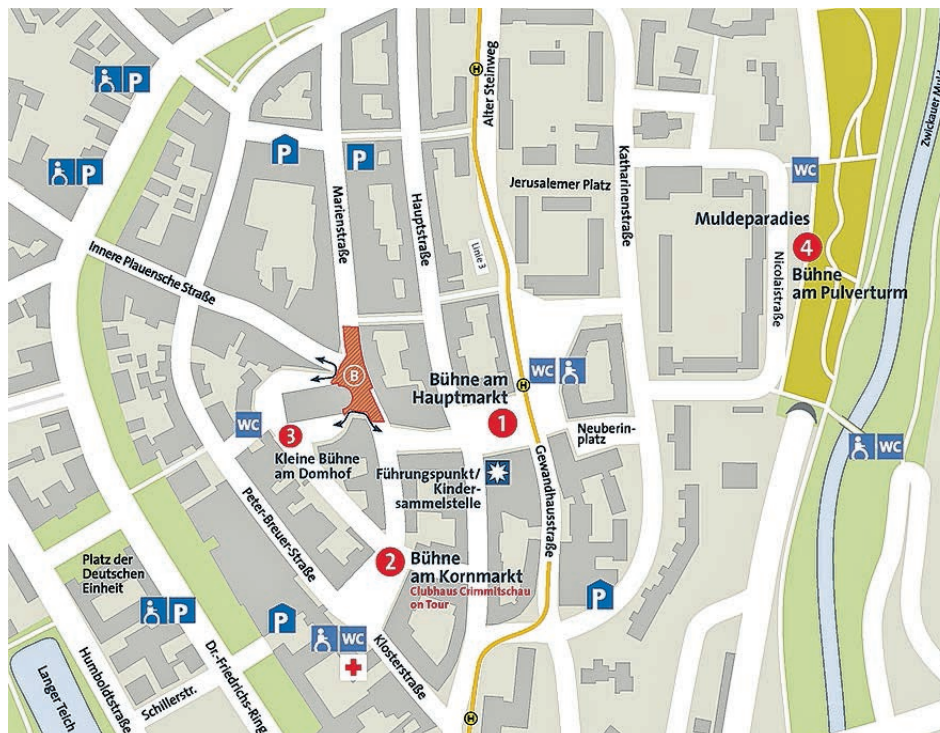 P
P
P
P
WC
Alter Steinweg
Jerusalemer Platz
Katharinenstraße
Zwickauer Muld
Marienstraße
Hauptstraße
Linie 3
Innere Plauensche Straße
Muldeparadies
4
Bühne
am Pulverturm
Nicolaistraße
H
H
B
WC
Bühne am
Hauptmarkt
1
Neuberin-
platz
WC
3
Kleine Bühne
am Domhof
Führungspunkt/
Kinder-
sammelstelle
Gewandhausstraße
WC
Peter-Breuer-Straße
2
Bühne
am Kornmarkt
Clubhaus Crimmitschau
on Tour
Platz der
Deutschen
Einheit
P
P
P
WC
Klosterstraße
Dr.-Friedrichs-Ring
Schillerstr.
Humboldtstraße
Langer Teich
H